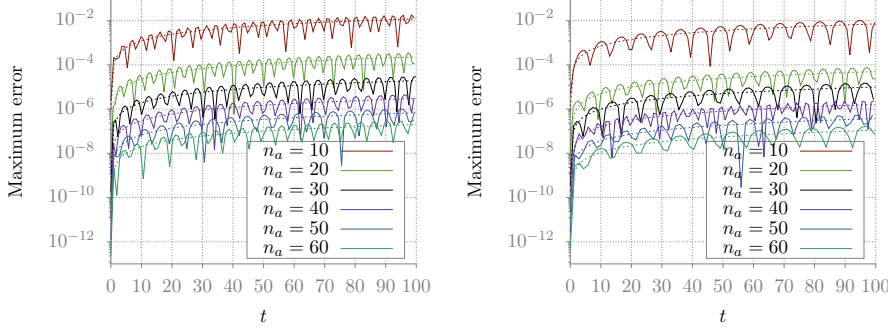 10^{-2}
10^{-4}
10^{-6}
10^{-8}
10^{-10}
10^{-12}
Maximum error
n_a = 10
n_a = 20
n_a = 30
n_a = 40
n_a = 50
n_a = 60
0 10 20 30 40 50 60 70 80 90 100
t
10^{-2}
10^{-4}
10^{-6}
10^{-8}
10^{-10}
10^{-12}
Maximum error
n_a = 10
n_a = 20
n_a = 30
n_a = 40
n_a = 50
n_a = 60
0 10 20 30 40 50 60 70 80 90 100
t